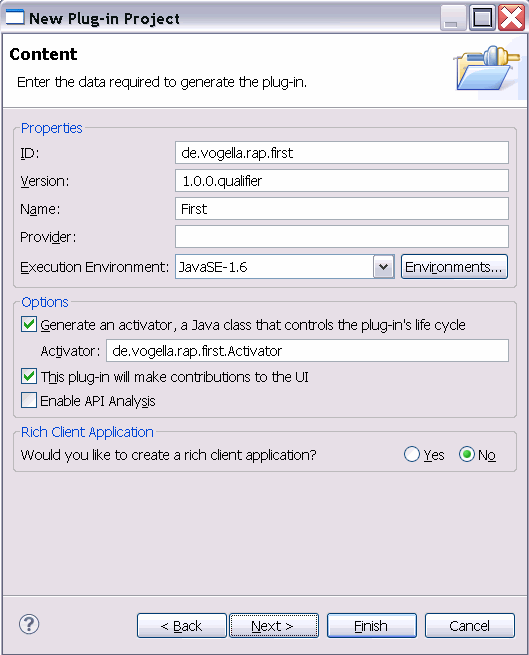 New Plug-in Project
Content
Enter the data required to generate the plug-in.
Properties
ID: de.vogella.rap.first
Version: 1.0.0.qualifier
Name: First
Provider:
Execution Environment: JavaSE-1.6 Environments...
Options
Generate an activator, a Java class that controls the plug-in's life cycle
Activator: de.vogella.rap.first.Activator
This plug-in will make contributions to the UI
Enable API Analysis
Rich Client Application
Would you like to create a rich client application? Yes No
? < Back Next > Finish Cancel